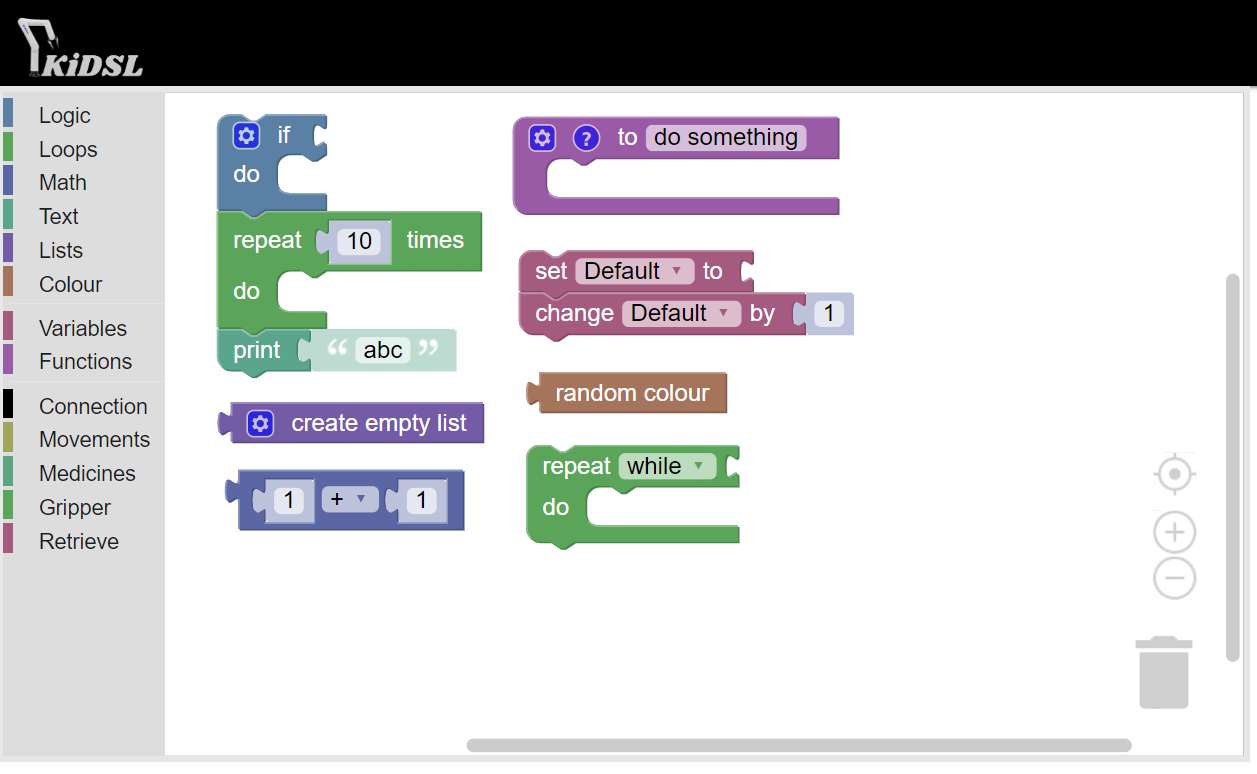 KiDSL
Logic
Loops
Math
Text
Lists
Colour
Variables
Functions
Connection
Movements
Medicines
Gripper
Retrieve
if
do
repeat 10 times
do
print “ abc ”
create empty list
1 + 1
? to do something
set Default to
change Default by 1
random colour
repeat while
do